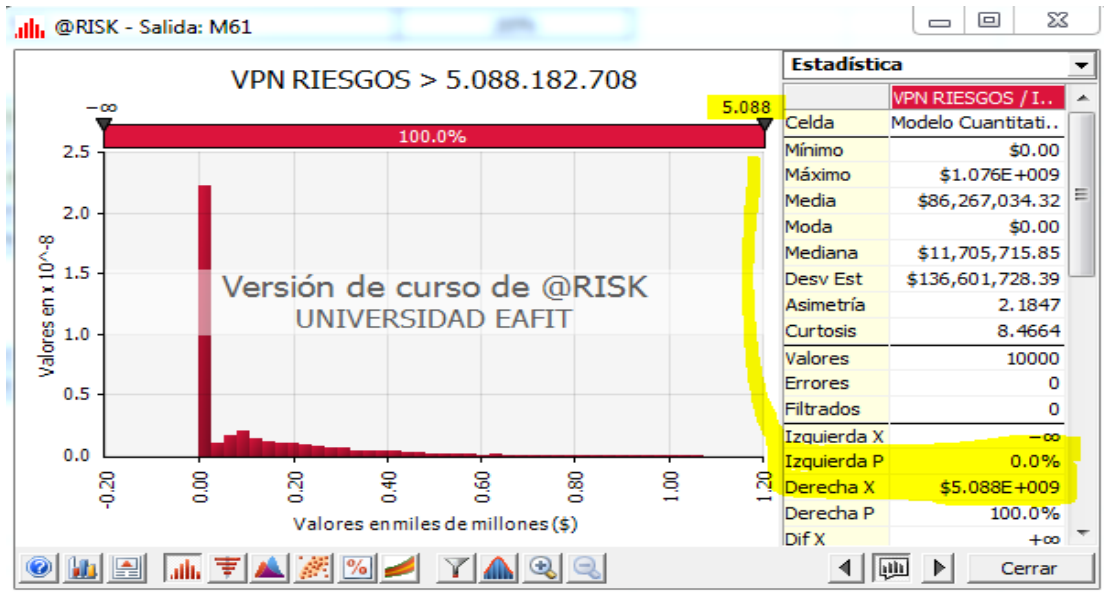 @RISK - Salida: M61
VPN RIESGOS > 5.088.182.708
−∞
5.088
100.0%
2.5
2.0
1.5
1.0
0.5
0.0
Valores en x 10^-8
Versión de curso de @RISK
UNIVERSIDAD EAFIT
-0.20
0.00
0.20
0.40
0.60
0.80
1.00
1.20
Valores en miles de millones ($)
Estadística
VPN RIESGOS / I..
Celda Modelo Cuantitati..
Mínimo $0.00
Máximo $1.076E+009
Media $86,267,034.32
Moda $0.00
Mediana $11,705,715.85
Desv Est $136,601,728.39
Asimetría 2.1847
Curtosis 8.4664
Valores 10000
Errores 0
Filtrados 0
Izquierda X −∞
Izquierda P 0.0%
Derecha X $5.088E+009
Derecha P 100.0%
Dif X +∞
Cerrar